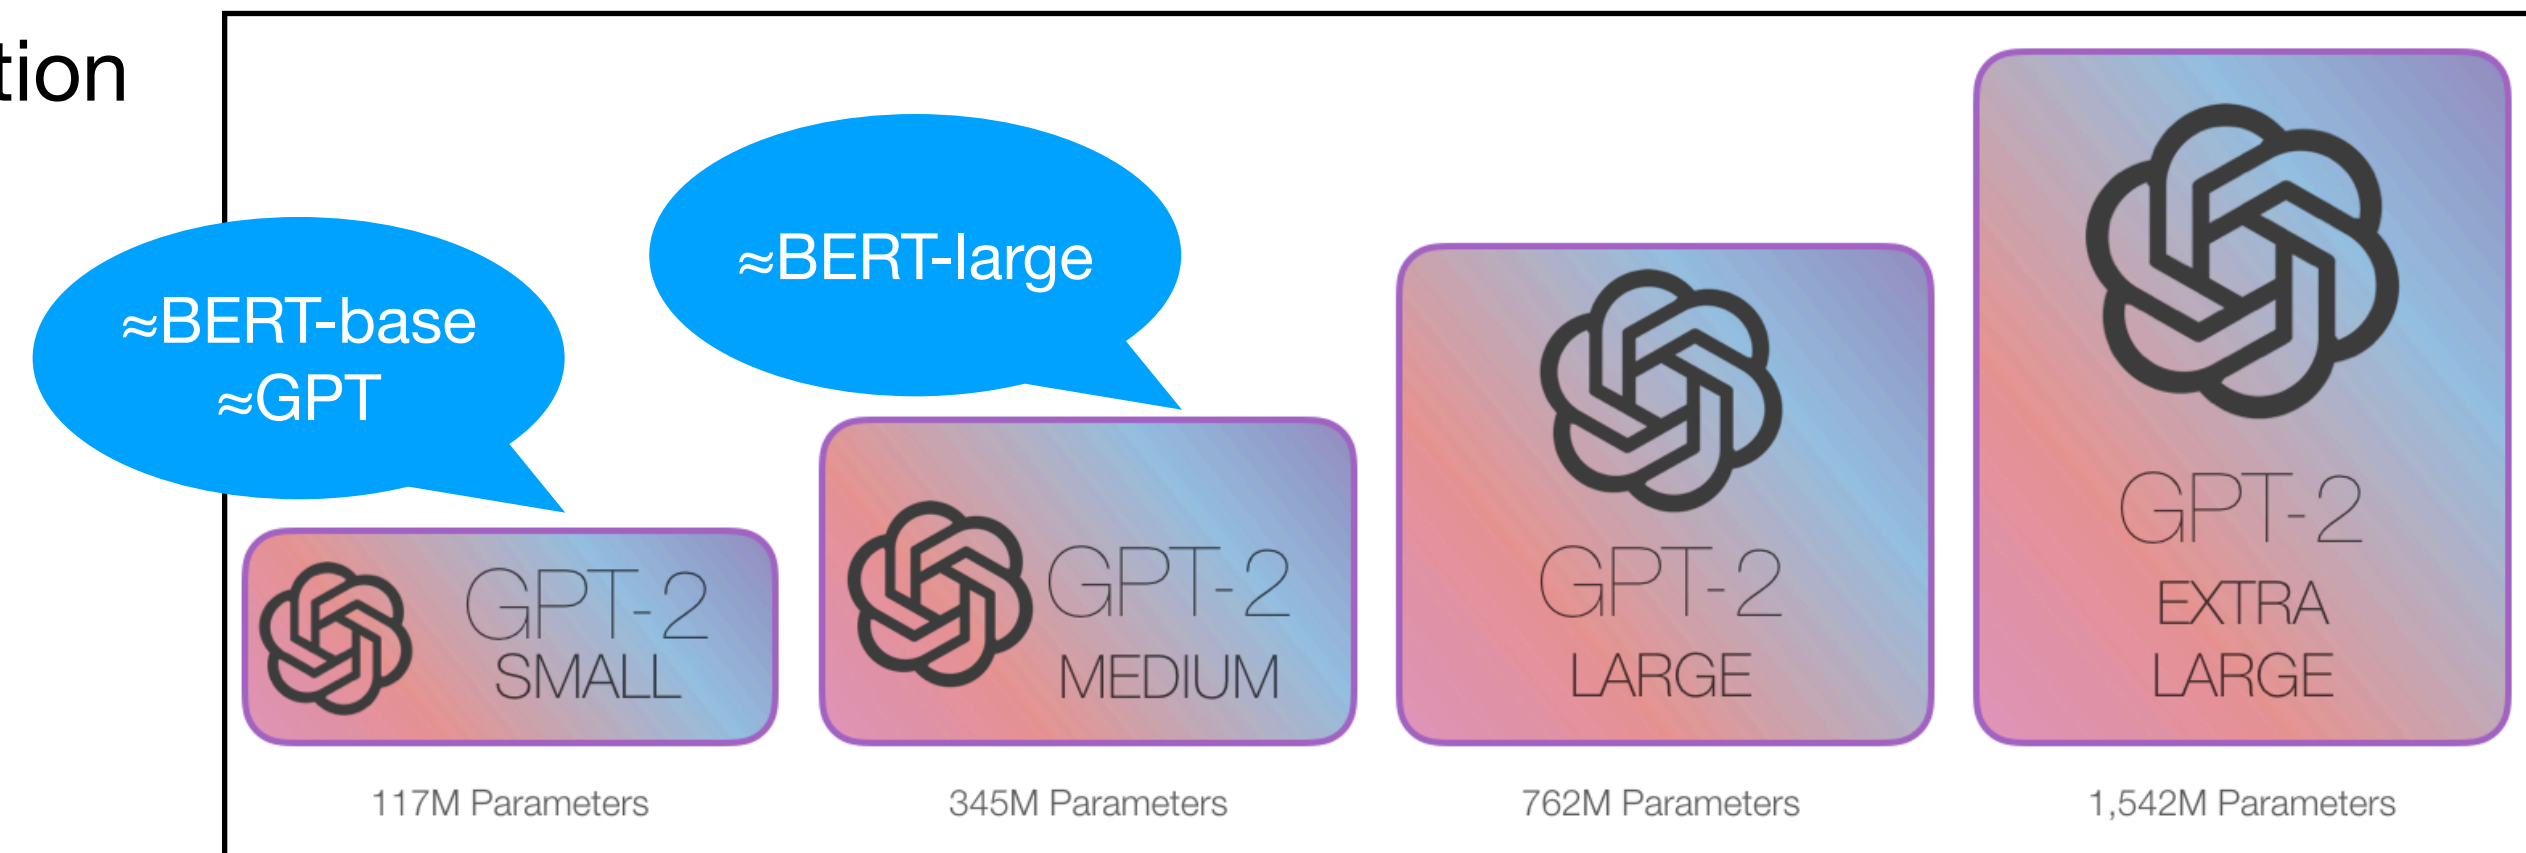 tion
≈BERT-base
≈GPT
≈BERT-large
GPT-2
SMALL
GPT-2
MEDIUM
GPT-2
LARGE
GPT-2
EXTRA
LARGE
117M Parameters
345M Parameters
762M Parameters
1,542M Parameters